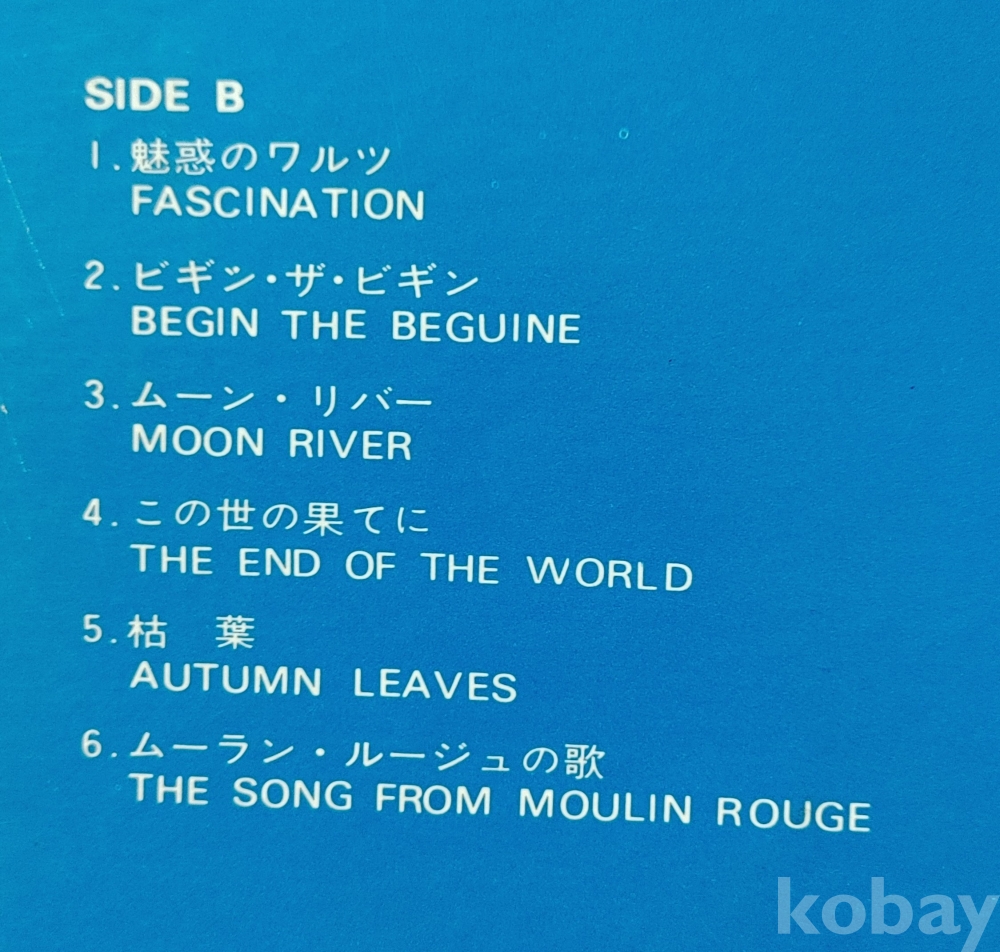 SIDE B
1.魅惑のワルツ
FASCINATION
2.ビギン・ザ・ビギン
BEGIN THE BEGUINE
3.ムーン・リバー
MOON RIVER
4.この世の果てに
THE END OF THE WORLD
5.枯　葉
AUTUMN LEAVES
6.ムーラン・ルージュの歌
THE SONG FROM MOULIN ROUGE
kobay